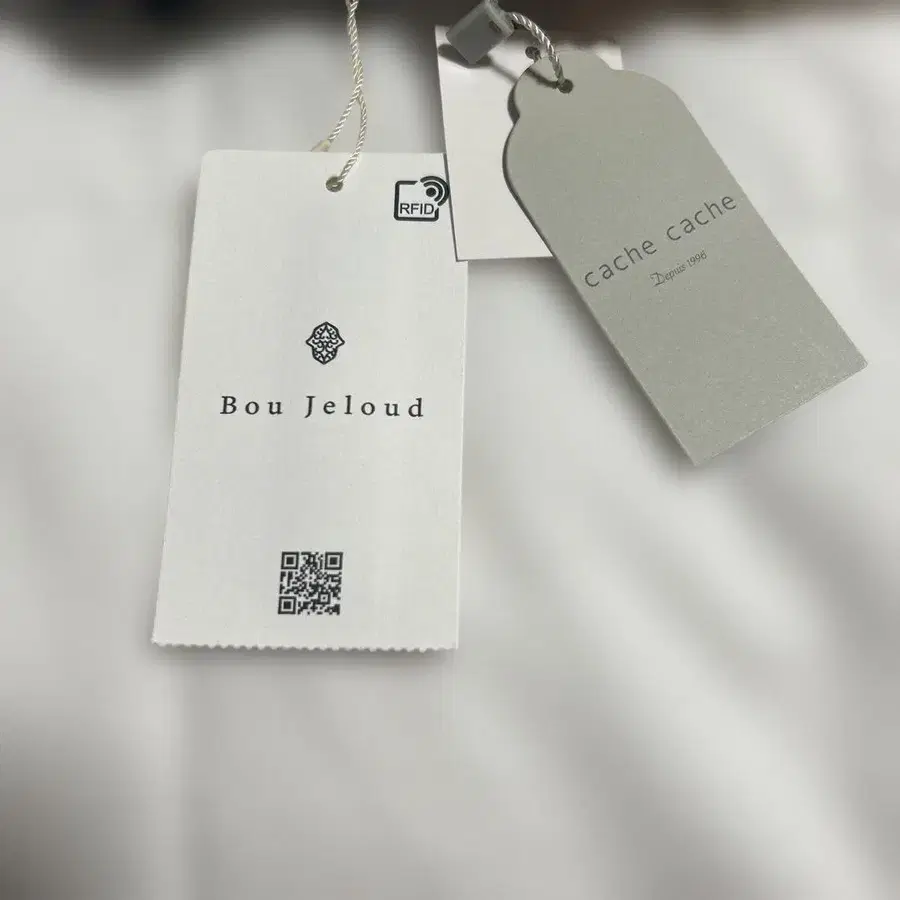 RFID
Bou Jeloud
cache cache
Depuis 1998